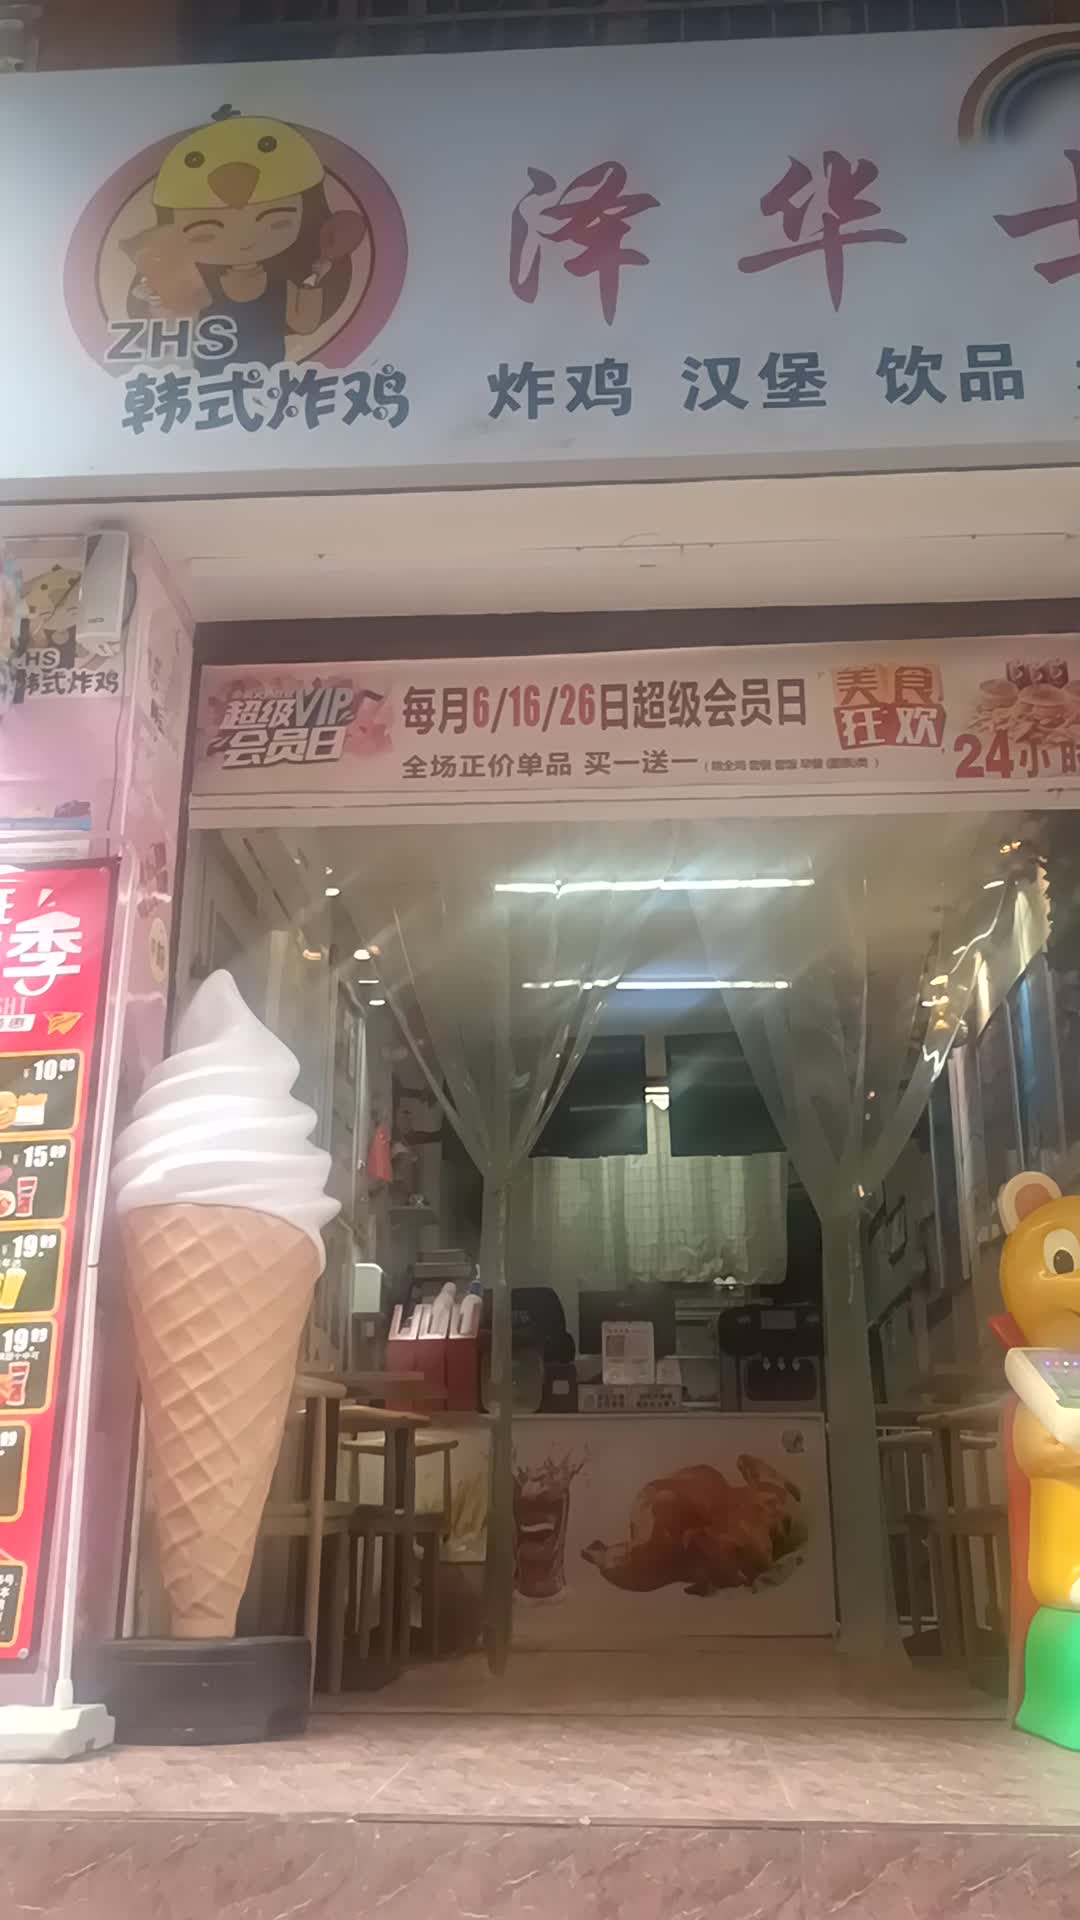 泽华士
ZHS
韩式炸鸡
炸鸡 汉堡 饮品
HS
韩式炸鸡
超级VIP
会员日
每月6/16/26日超级会员日
全场正价单品 买一送一
美食
狂欢
24小时
季
¥10.99
¥15.99
¥19.99
19.99